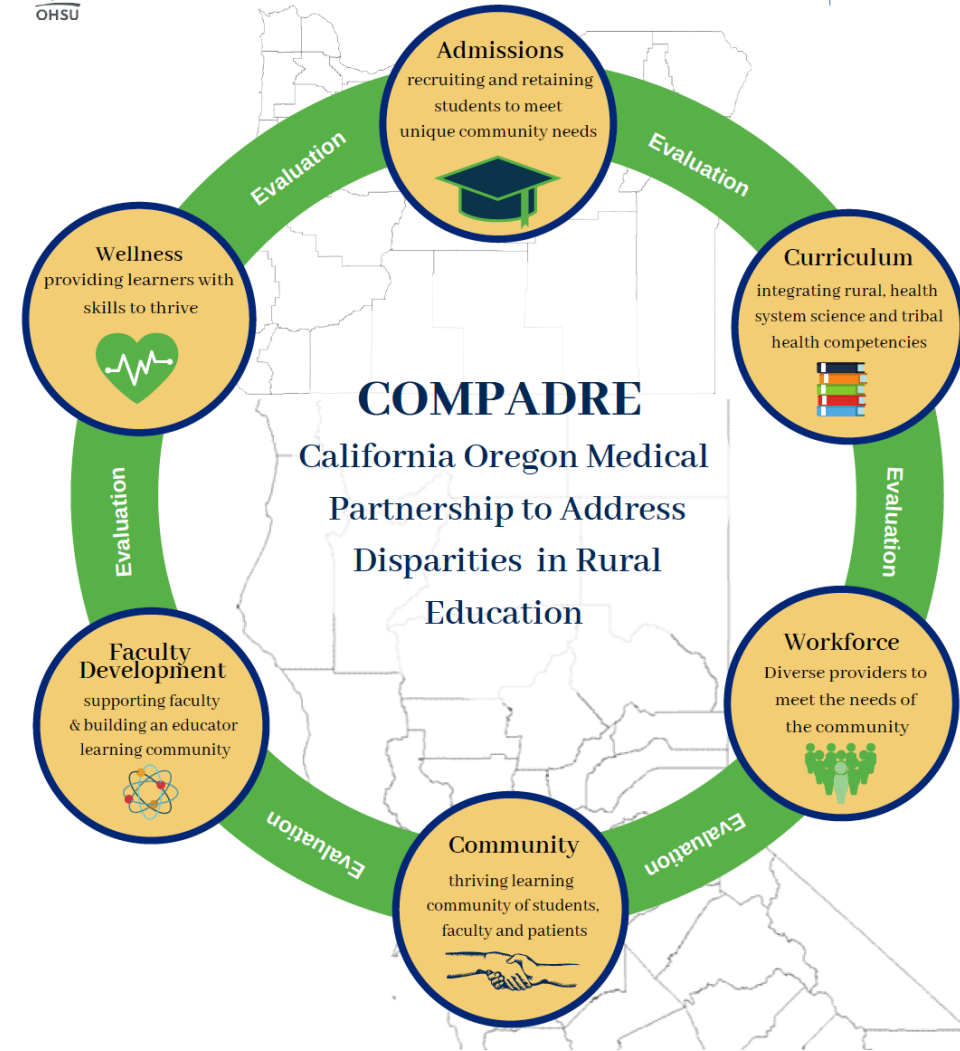 OHSU
Admissions
recruiting and retaining
students to meet
unique community needs
Evaluation
Evaluation
Wellness
providing learners with
skills to thrive
Curriculum
integrating rural, health
system science and tribal
health competencies
COMPADRE
California Oregon Medical
Partnership to Address
Disparities in Rural
Education
Evaluation
Evaluation
Faculty
Development
supporting faculty
& building an educator
learning community
Workforce
Diverse providers to
meet the needs of
the community
Evaluation
Evaluation
Community
thriving learning
community of students,
faculty and patients